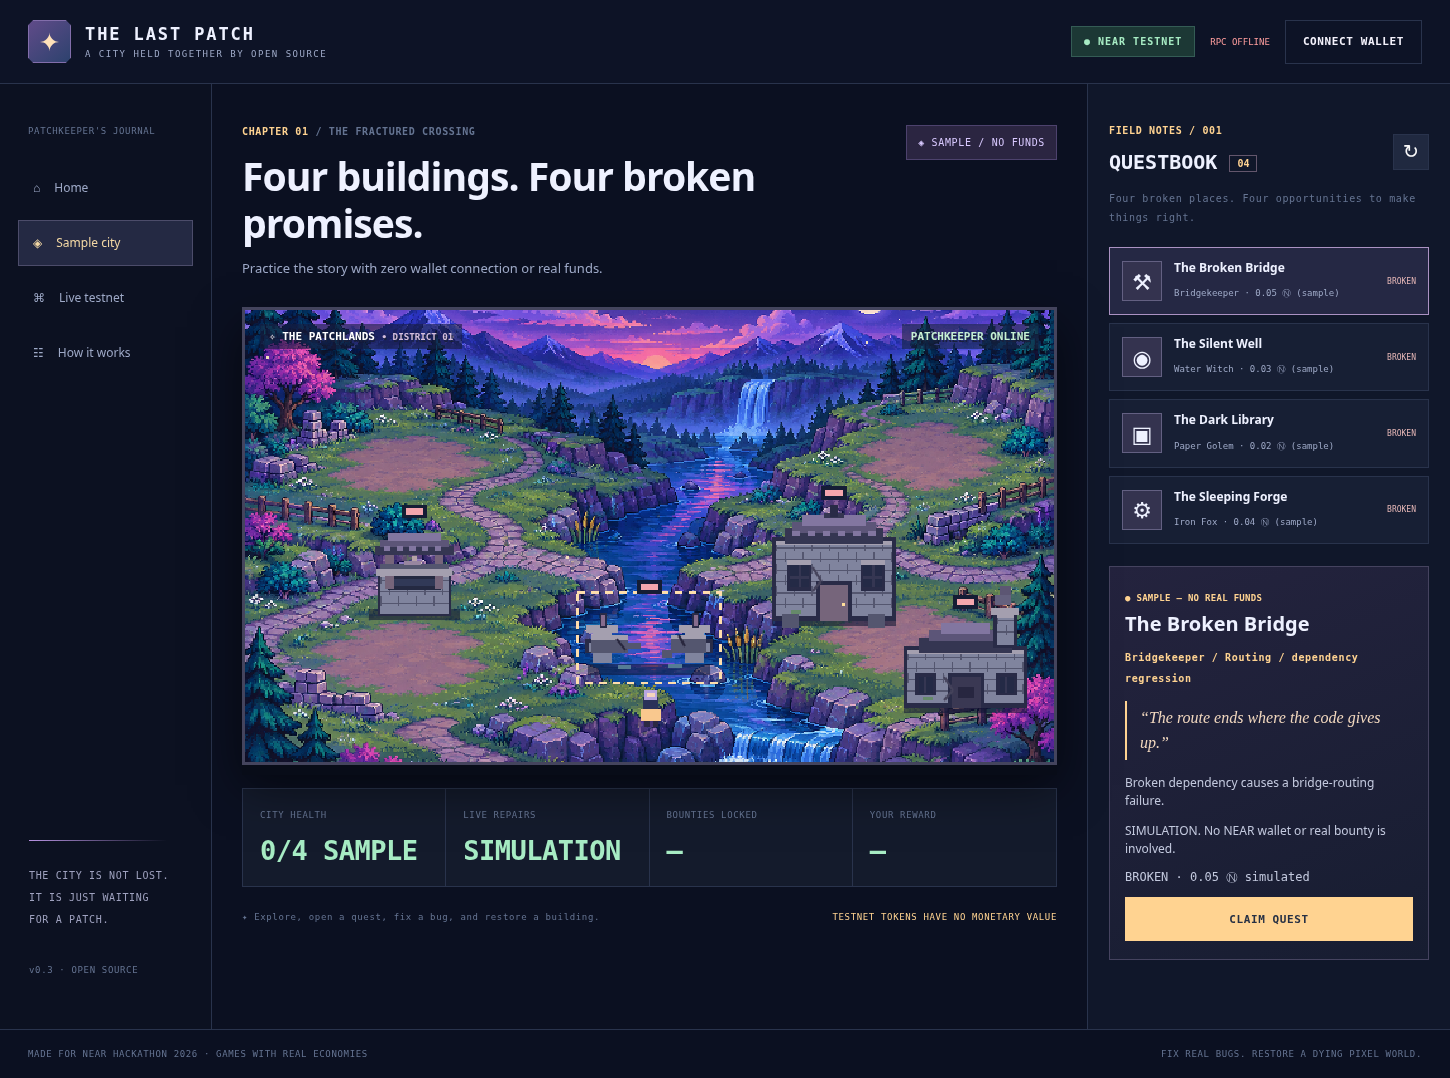 THE LAST PATCH
A CITY HELD TOGETHER BY OPEN SOURCE
● NEAR TESTNET
RPC OFFLINE
CONNECT WALLET
PATCHKEEPER'S JOURNAL
Home
Sample city
Live testnet
How it works
THE CITY IS NOT LOST.
IT IS JUST WAITING
FOR A PATCH.
v0.3 · OPEN SOURCE
CHAPTER 01 / THE FRACTURED CROSSING
◈ SAMPLE / NO FUNDS
Four buildings. Four broken
promises.
Practice the story with zero wallet connection or real funds.
✧ THE PATCHLANDS • DISTRICT 01
PATCHKEEPER ONLINE
CITY HEALTH
0/4 SAMPLE
LIVE REPAIRS
SIMULATION
BOUNTIES LOCKED
—
YOUR REWARD
—
✦ Explore, open a quest, fix a bug, and restore a building.
TESTNET TOKENS HAVE NO MONETARY VALUE
FIELD NOTES / 001
QUESTBOOK 04
Four broken places. Four opportunities to make
things right.
The Broken Bridge
Bridgekeeper · 0.05 Ⓝ (sample)
BROKEN
The Silent Well
Water Witch · 0.03 Ⓝ (sample)
BROKEN
The Dark Library
Paper Golem · 0.02 Ⓝ (sample)
BROKEN
The Sleeping Forge
Iron Fox · 0.04 Ⓝ (sample)
BROKEN
● SAMPLE — NO REAL FUNDS
The Broken Bridge
Bridgekeeper / Routing / dependency
regression
“The route ends where the code gives
up.”
Broken dependency causes a bridge-routing
failure.
SIMULATION. No NEAR wallet or real bounty is
involved.
BROKEN · 0.05 Ⓝ simulated
CLAIM QUEST
MADE FOR NEAR HACKATHON 2026 · GAMES WITH REAL ECONOMIES
FIX REAL BUGS. RESTORE A DYING PIXEL WORLD.